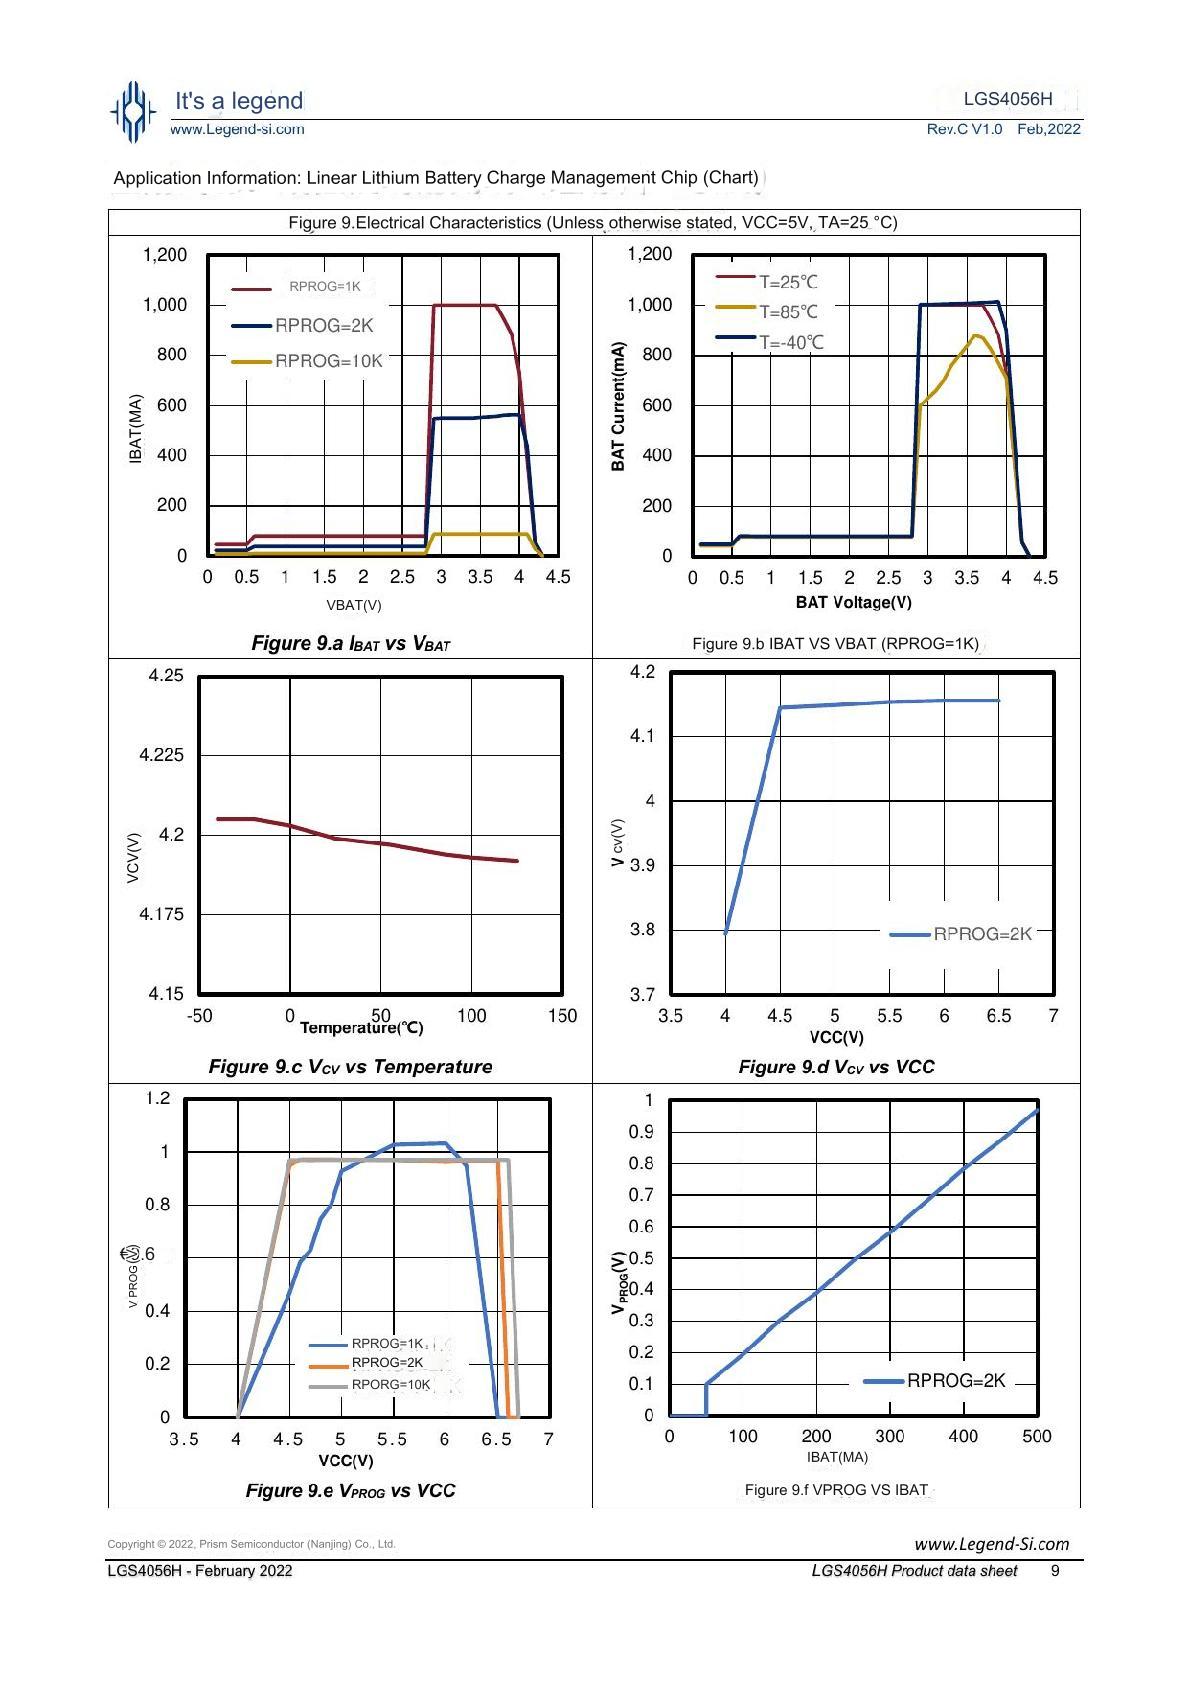 It's a legend
www.Legend-si.com
LGS4056H
Rev.C V1.0 Feb,2022
Application Information: Linear Lithium Battery Charge Management Chip (Chart)
Figure 9.Electrical Characteristics (Unless otherwise stated, VCC=5V, TA=25 °C)
1,200
1,000
800
600
400
200
0
IBAT(MA)
RPROG=1K
RPROG=2K
RPROG=10K
0 0.5 1 1.5 2 2.5 3 3.5 4 4.5
VBAT(V)
Figure 9.a IBAT vs VBAT
1,200
1,000
800
600
400
200
0
BAT Current(mA)
T=25℃
T=85℃
T=-40℃
0 0.5 1 1.5 2 2.5 3 3.5 4 4.5
BAT Voltage(V)
Figure 9.b IBAT VS VBAT (RPROG=1K)
4.25
4.225
4.2
4.175
4.15
VCV(V)
-50 0 50 100 150
Temperature(℃)
Figure 9.c VCV vs Temperature
4.2
4.1
4
3.9
3.8
3.7
V CV(V)
RPROG=2K
3.5 4 4.5 5 5.5 6 6.5 7
VCC(V)
Figure 9.d VCV vs VCC
1.2
1
0.8
.6
0.4
0.2
0
V PROG(V)
RPROG=1K
RPROG=2K
RPORG=10K
3.5 4 4.5 5 5.5 6 6.5 7
VCC(V)
Figure 9.e VPROG vs VCC
1
0.9
0.8
0.7
0.6
0.5
0.4
0.3
0.2
0.1
0
VPROG(V)
RPROG=2K
0 100 200 300 400 500
IBAT(MA)
Figure 9.f VPROG VS IBAT
Copyright © 2022, Prism Semiconductor (Nanjing) Co., Ltd.
www.Legend-Si.com
LGS4056H - February 2022
LGS4056H Product data sheet 9